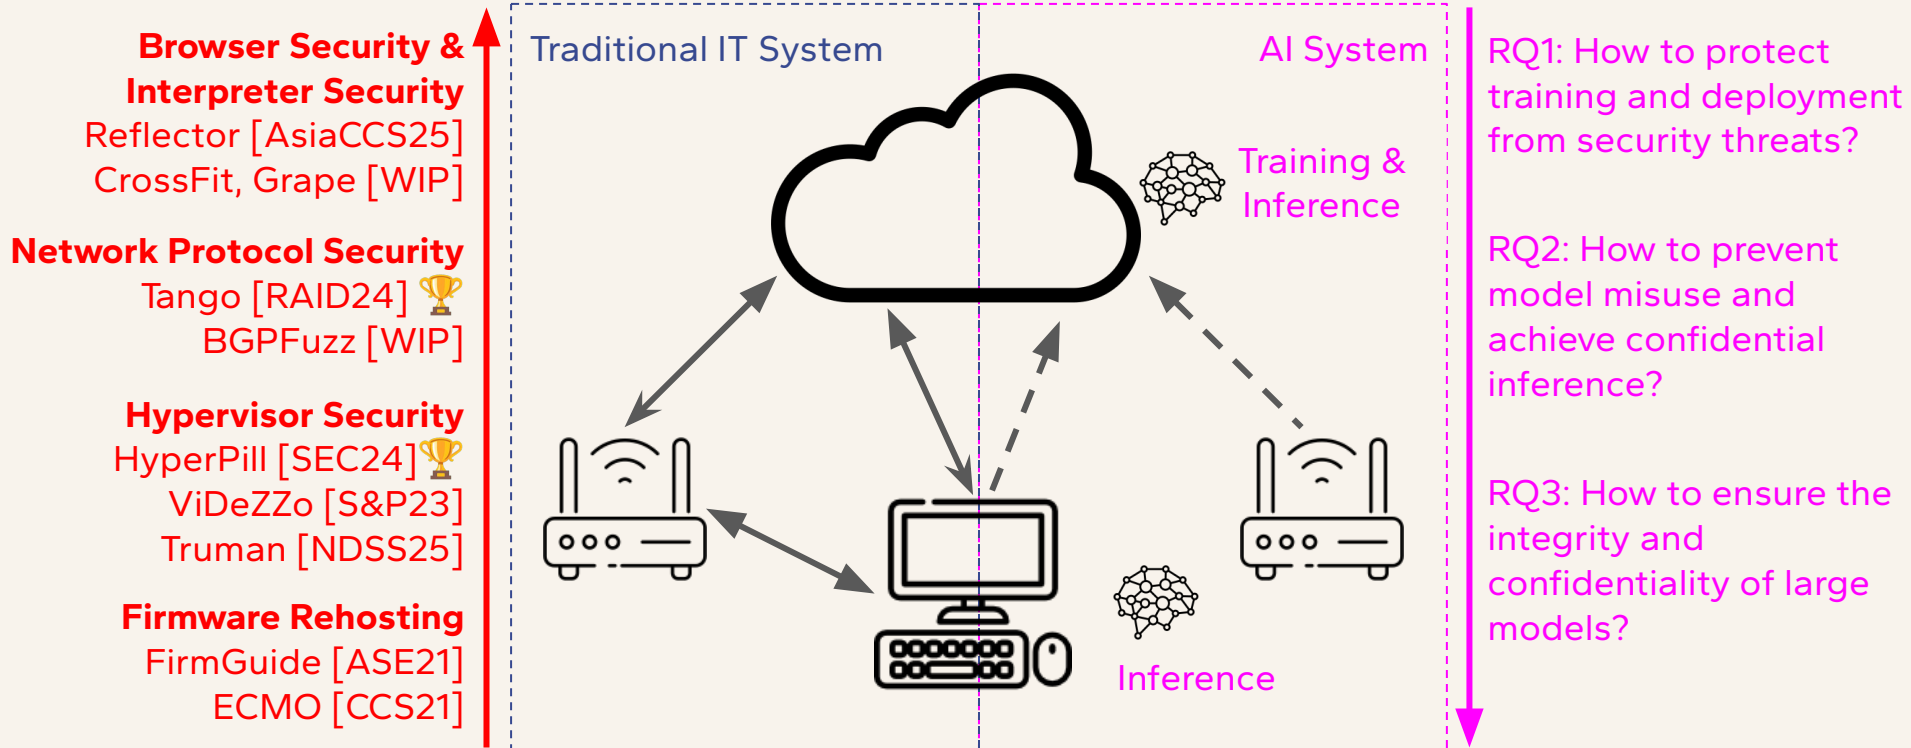 Browser Security &
Interpreter Security
Reflector [AsiaCCS25]
CrossFit, Grape [WIP]
Network Protocol Security
Tango [RAID24] 🏆
BGPFuzz [WIP]
Hypervisor Security
HyperPill [SEC24]🏆
ViDeZZo [S&P23]
Truman [NDSS25]
Firmware Rehosting
FirmGuide [ASE21]
ECMO [CCS21]
Traditional IT System
AI System
Training &
Inference
Inference
RQ1: How to protect
training and deployment
from security threats?
RQ2: How to prevent
model misuse and
achieve confidential
inference?
RQ3: How to ensure the
integrity and
confidentiality of large
models?